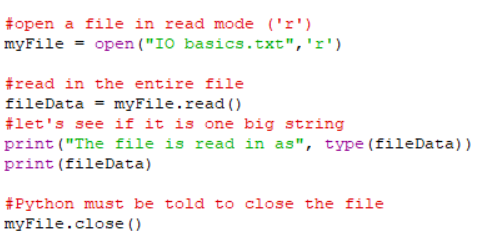 #open a file in read mode ('r')
myFile = open("IO basics.txt",'r')
#read in the entire file
fileData = myFile.read()
#let's see if it is one big string
print("The file is read in as", type(fileData))
print(fileData)
#Python must be told to close the file
myFile.close()